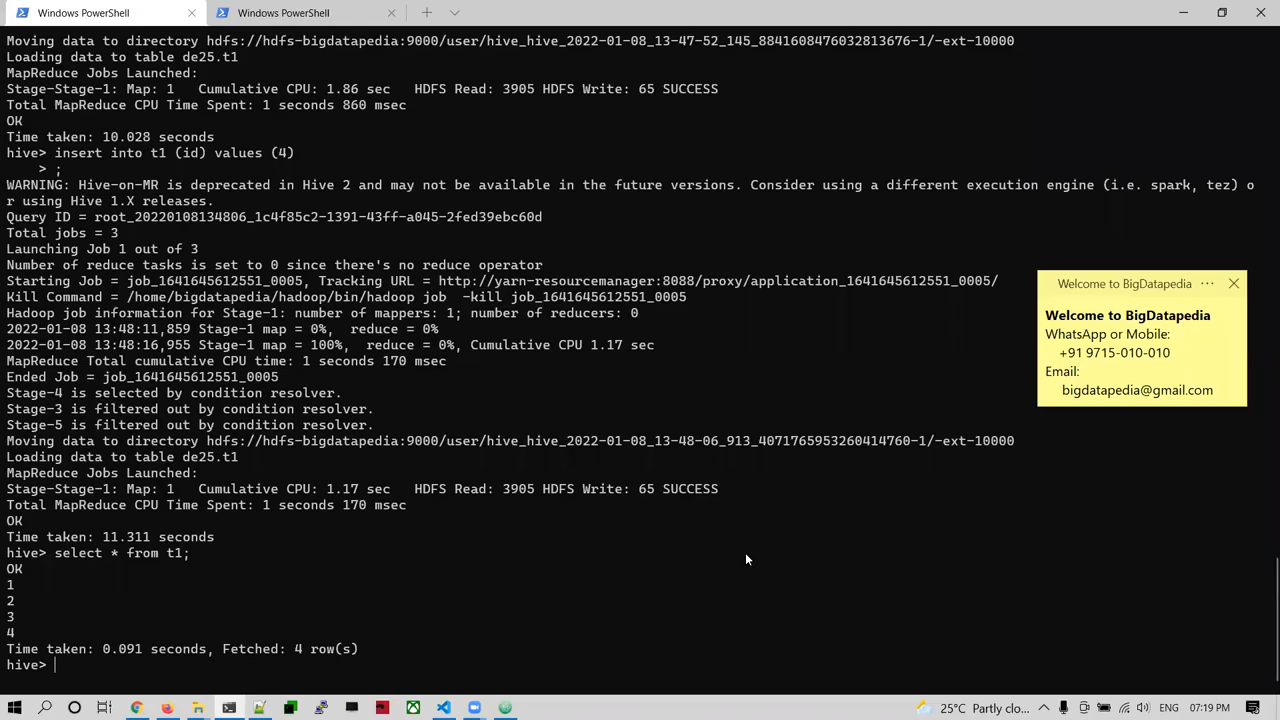 Windows PowerShell
Windows PowerShell
Moving data to directory hdfs://hdfs-bigdatapedia:9000/user/hive_hive_2022-01-08_13-47-52_145_8841608476032813676-1/-ext-10000
Loading data to table de25.t1
MapReduce Jobs Launched:
Stage-Stage-1: Map: 1   Cumulative CPU: 1.86 sec   HDFS Read: 3905 HDFS Write: 65 SUCCESS
Total MapReduce CPU Time Spent: 1 seconds 860 msec
OK
Time taken: 10.028 seconds
hive> insert into t1 (id) values (4)
    > ;
WARNING: Hive-on-MR is deprecated in Hive 2 and may not be available in the future versions. Consider using a different execution engine (i.e. spark, tez) o
r using Hive 1.X releases.
Query ID = root_20220108134806_1c4f85c2-1391-43ff-a045-2fed39ebc60d
Total jobs = 3
Launching Job 1 out of 3
Number of reduce tasks is set to 0 since there's no reduce operator
Starting Job = job_1641645612551_0005, Tracking URL = http://yarn-resourcemanager:8088/proxy/application_1641645612551_0005/
Kill Command = /home/bigdatapedia/hadoop/bin/hadoop job  -kill job_1641645612551_0005
Hadoop job information for Stage-1: number of mappers: 1; number of reducers: 0
2022-01-08 13:48:11,859 Stage-1 map = 0%,  reduce = 0%
2022-01-08 13:48:16,955 Stage-1 map = 100%,  reduce = 0%, Cumulative CPU 1.17 sec
MapReduce Total cumulative CPU time: 1 seconds 170 msec
Ended Job = job_1641645612551_0005
Stage-4 is selected by condition resolver.
Stage-3 is filtered out by condition resolver.
Stage-5 is filtered out by condition resolver.
Moving data to directory hdfs://hdfs-bigdatapedia:9000/user/hive_hive_2022-01-08_13-48-06_913_4071765953260414760-1/-ext-10000
Loading data to table de25.t1
MapReduce Jobs Launched:
Stage-Stage-1: Map: 1   Cumulative CPU: 1.17 sec   HDFS Read: 3905 HDFS Write: 65 SUCCESS
Total MapReduce CPU Time Spent: 1 seconds 170 msec
OK
Time taken: 11.311 seconds
hive> select * from t1;
OK
1
2
3
4
Time taken: 0.091 seconds, Fetched: 4 row(s)
hive>
Welcome to BigDatapedia
Welcome to BigDatapedia
WhatsApp or Mobile:
+91 9715-010-010
Email:
bigdatapedia@gmail.com
25°C Partly clo...
ENG
07:19 PM